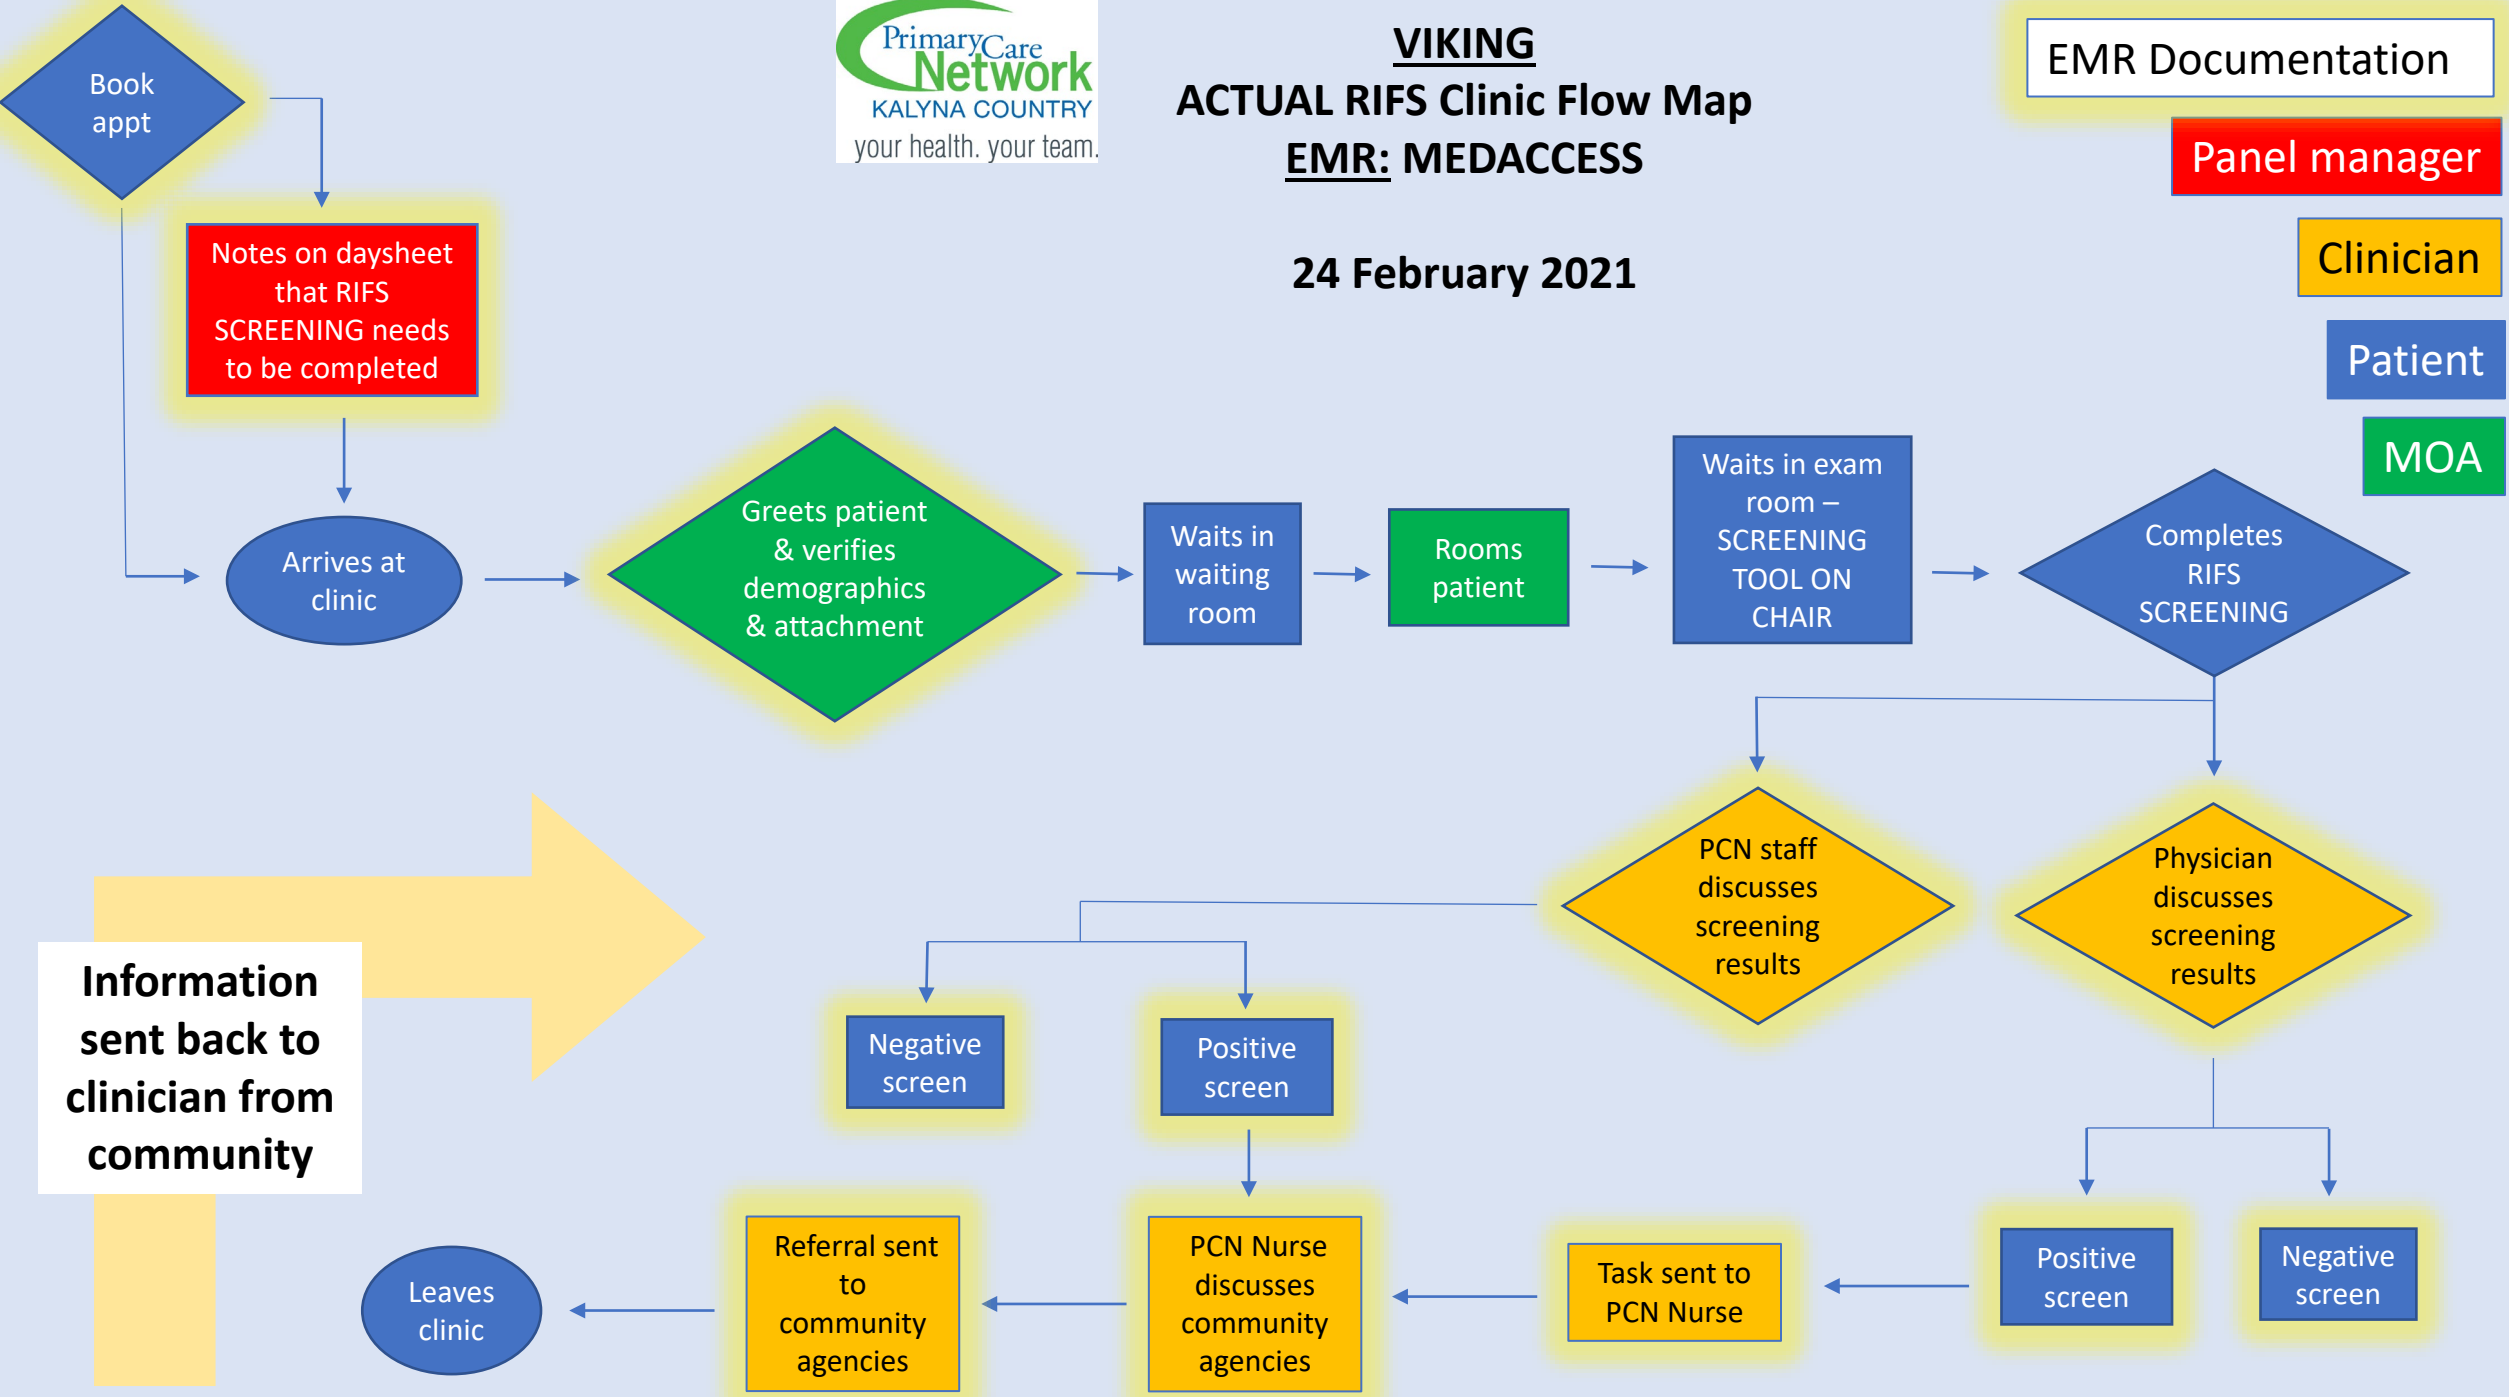 Book
appt
PrimaryCare
Network
KALYNA COUNTRY
your health. your team.
VIKING
ACTUAL RIFS Clinic Flow Map
EMR: MEDACCESS
24 February 2021
EMR Documentation
Panel manager
Clinician
Patient
MOA
Notes on daysheet
that RIFS
SCREENING needs
to be completed
Arrives at
clinic
Greets patient
& verifies
demographics
& attachment
Waits in
waiting
room
Rooms
patient
Waits in exam
room –
SCREENING
TOOL ON
CHAIR
Completes
RIFS
SCREENING
PCN staff
discusses
screening
results
Physician
discusses
screening
results
Negative
screen
Positive
screen
Information
sent back to
clinician from
community
Leaves
clinic
Referral sent
to
community
agencies
PCN Nurse
discusses
community
agencies
Task sent to
PCN Nurse
Positive
screen
Negative
screen